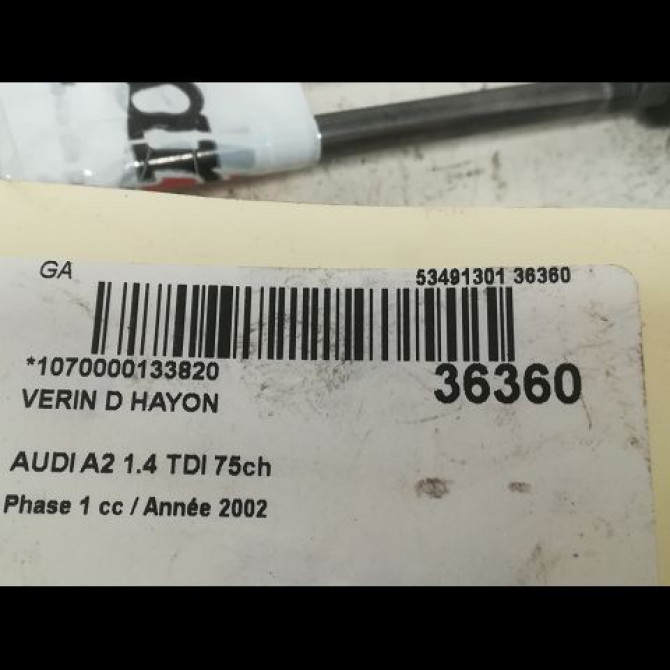 GA
53491301 36360
*1070000133820
36360
VERIN D HAYON
AUDI A2 1.4 TDI 75ch
Phase 1 cc / Année 2002